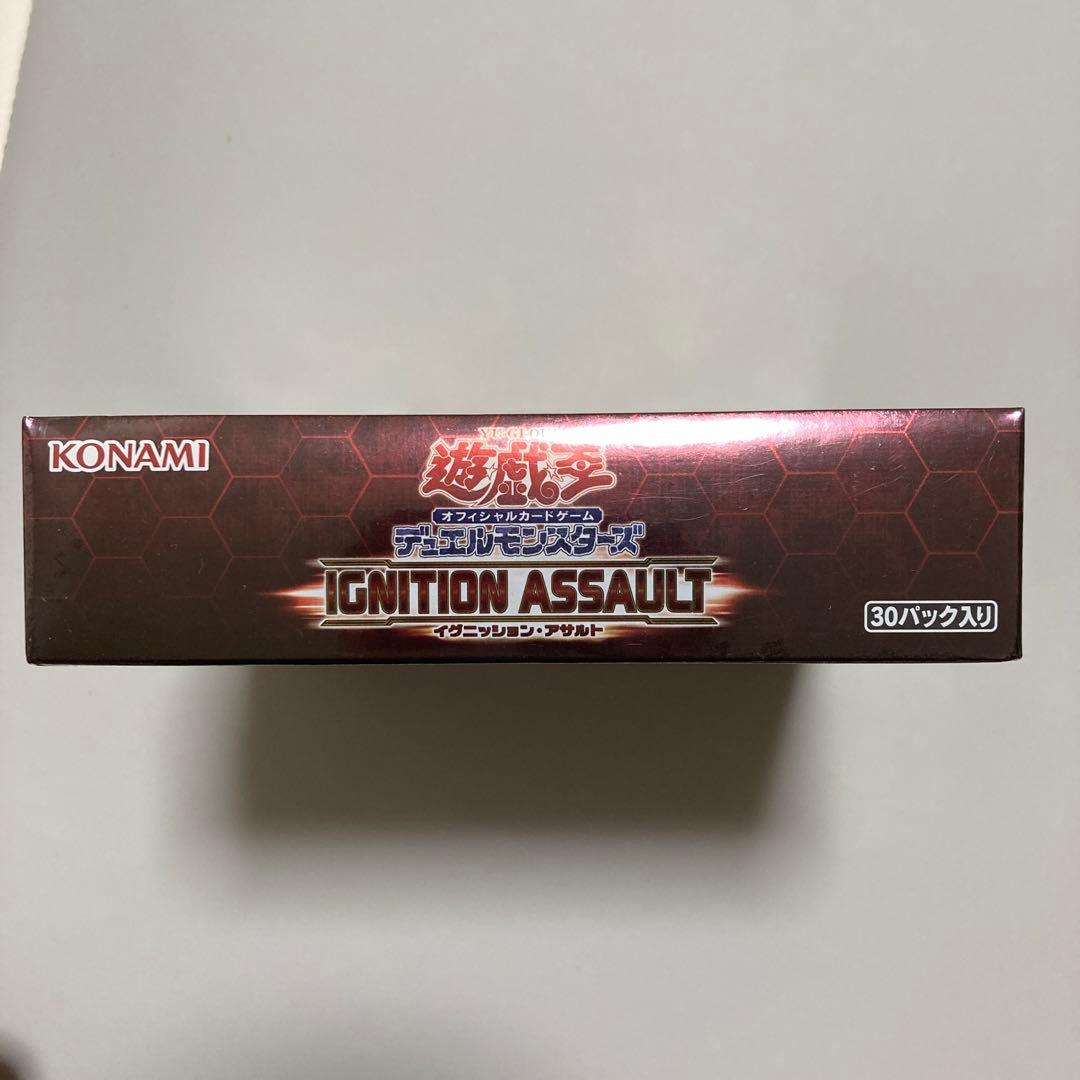 KONAMI
YU-GI-OH
遊☆戯☆王
オフィシャルカードゲーム
デュエルモンスターズ
IGNITION ASSAULT
イグニッション・アサルト
30パック入り